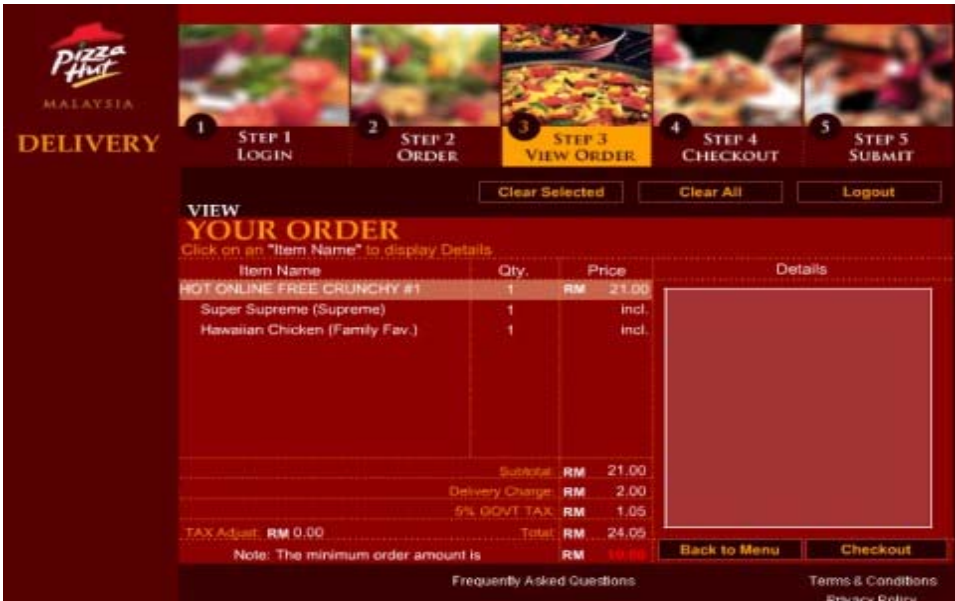 Pizza
Hut
MALAYSIA
DELIVERY
1 STEP 1
LOGIN
2 STEP 2
ORDER
3 STEP 3
VIEW ORDER
4 STEP 4
CHECKOUT
5 STEP 5
SUBMIT
Clear Selected Clear All Logout
VIEW
YOUR ORDER
Click on an "Item Name" to display Details
Item Name Qty. Price Details
HOT ONLINE FREE CRUNCHY #1 1 RM 21.00
Super Supreme (Supreme) 1 incl.
Hawaiian Chicken (Family Fav.) 1 incl.
Subtotal: RM 21.00
Delivery Charge: RM 2.00
5% GOVT TAX: RM 1.05
TAX Adjust: RM 0.00 Total: RM 24.05
Note: The minimum order amount is RM
Back to Menu Checkout
Frequently Asked Questions Terms & Conditions
Privacy Policy